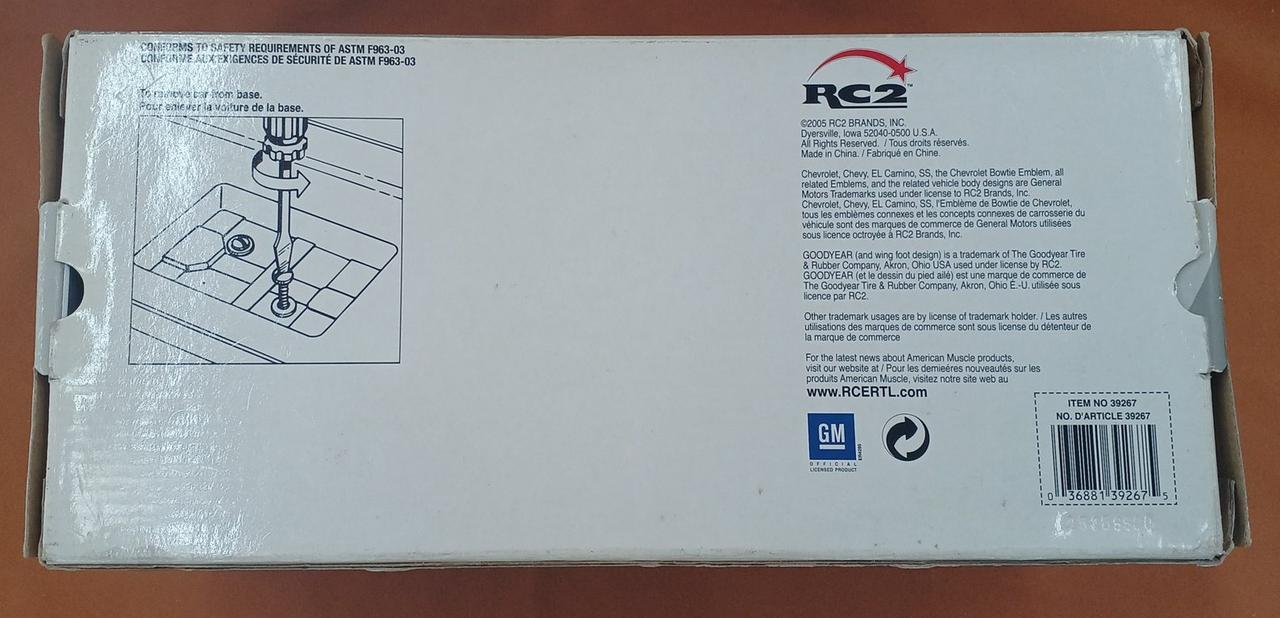 CONFORMS TO SAFETY REQUIREMENTS OF ASTM F963-03
CONFORME AUX EXIGENCES DE SÉCURITÉ DE ASTM F963-03
To remove car from base.
Pour enlever la voiture de la base.
RC2™
©2005 RC2 BRANDS, INC.
Dyersville, Iowa 52040-0500 U.S.A.
All Rights Reserved. / Tous droits réservés.
Made in China. / Fabriqué en Chine.
Chevrolet, Chevy, EL Camino, SS, the Chevrolet Bowtie Emblem, all
related Emblems, and the related vehicle body designs are General
Motors Trademarks used under license to RC2 Brands, Inc.
Chevrolet, Chevy, EL Camino, SS, l'Emblème de Bowtie de Chevrolet,
tous les emblèmes connexes et les concepts connexes de carrosserie du
véhicule sont des marques de commerce de General Motors utilisées
sous licence octroyée à RC2 Brands, Inc.
GOODYEAR (and wing foot design) is a trademark of The Goodyear Tire
& Rubber Company, Akron, Ohio USA used under license by RC2.
GOODYEAR (et le dessin du pied ailé) est une marque de commerce de
The Goodyear Tire & Rubber Company, Akron, Ohio É.-U. utilisée sous
licence par RC2.
Other trademark usages are by license of trademark holder. / Les autres
utilisations des marques de commerce sont sous license du détenteur de
la marque de commerce
For the latest news about American Muscle products,
visit our website at / Pour les demieéres nouveautés sur les
produits American Muscle, visitez notre site web au
www.RCERTL.com
GM
OFFICIAL
LICENSED PRODUCT
ITEM NO 39267
NO. D'ARTICLE 39267
0 36881 39267 5